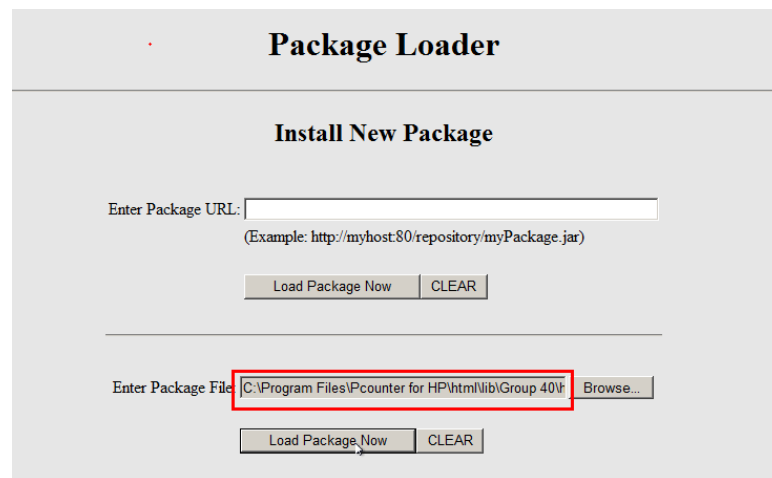 Package Loader
Install New Package
Enter Package URL:
(Example: http://myhost:80/repository/myPackage.jar)
Load Package Now CLEAR
Enter Package File: C:\Program Files\Pcounter for HP\html\lib\Group 40\h Browse...
Load Package Now CLEAR